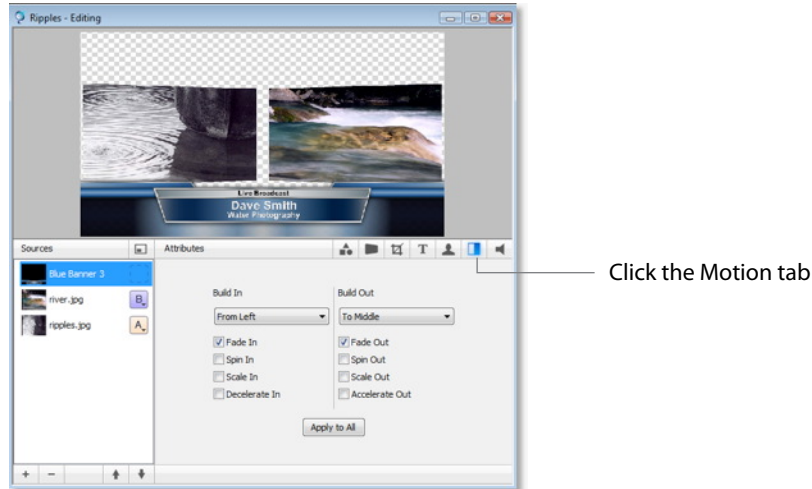 Ripples - Editing
Live Broadcast
Dave Smith
Water Photography
Sources
Attributes
T
Click the Motion tab
Blue Banner 3
river.jpg
B
ripples.jpg
A
Build In
Build Out
From Left
To Middle
Fade In
Fade Out
Spin In
Spin Out
Scale In
Scale Out
Decelerate In
Accelerate Out
Apply to All